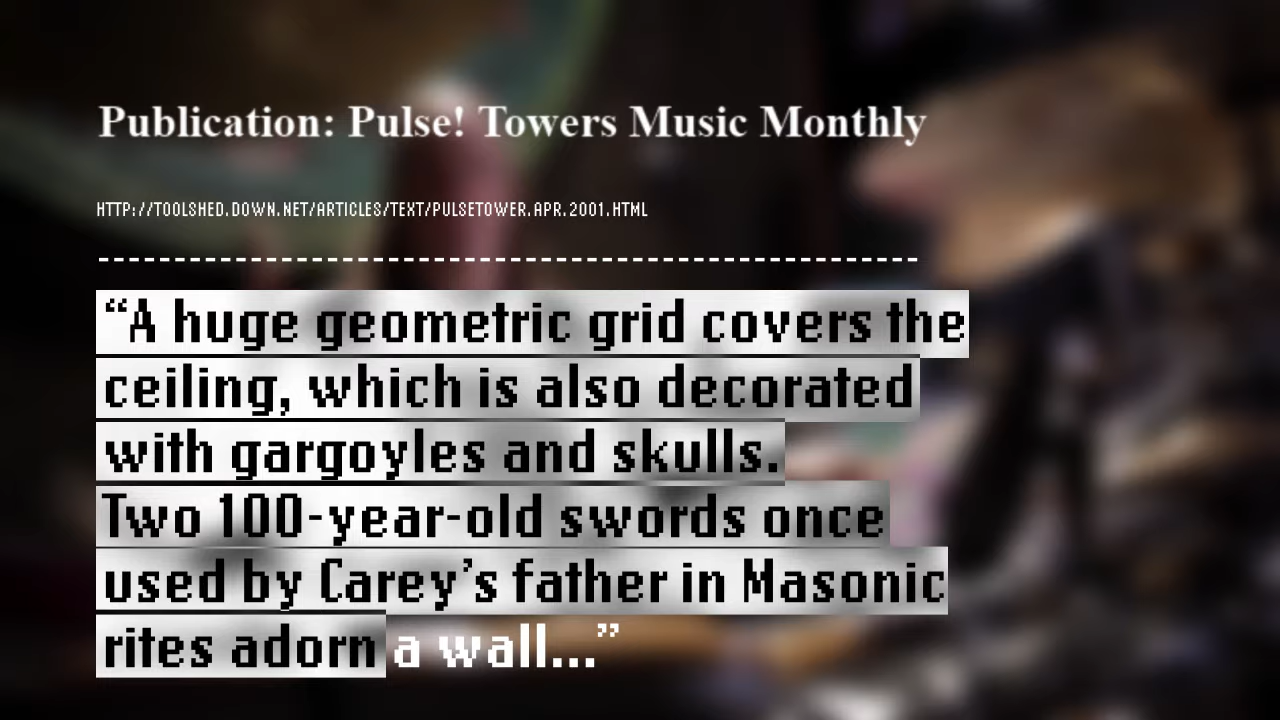 Publication: Pulse! Towers Music Monthly
HTTP://TOOLSHED.DOWN.NET/ARTICLES/TEXT/PULSETOWER.APR.2001.HTML
-------------------------------------------------------
“A huge geometric grid covers the
ceiling, which is also decorated
with gargoyles and skulls.
Two 100-year-old swords once
used by Carey’s father in Masonic
rites adorn a wall...”